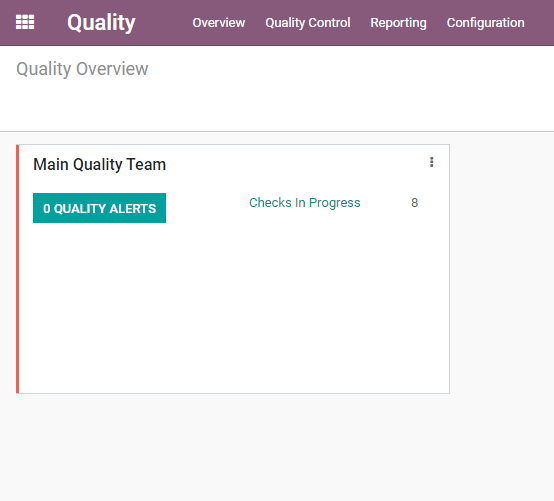 Quality Overview Quality Control Reporting Configuration
Quality Overview
Main Quality Team
0 QUALITY ALERTS Checks In Progress 8